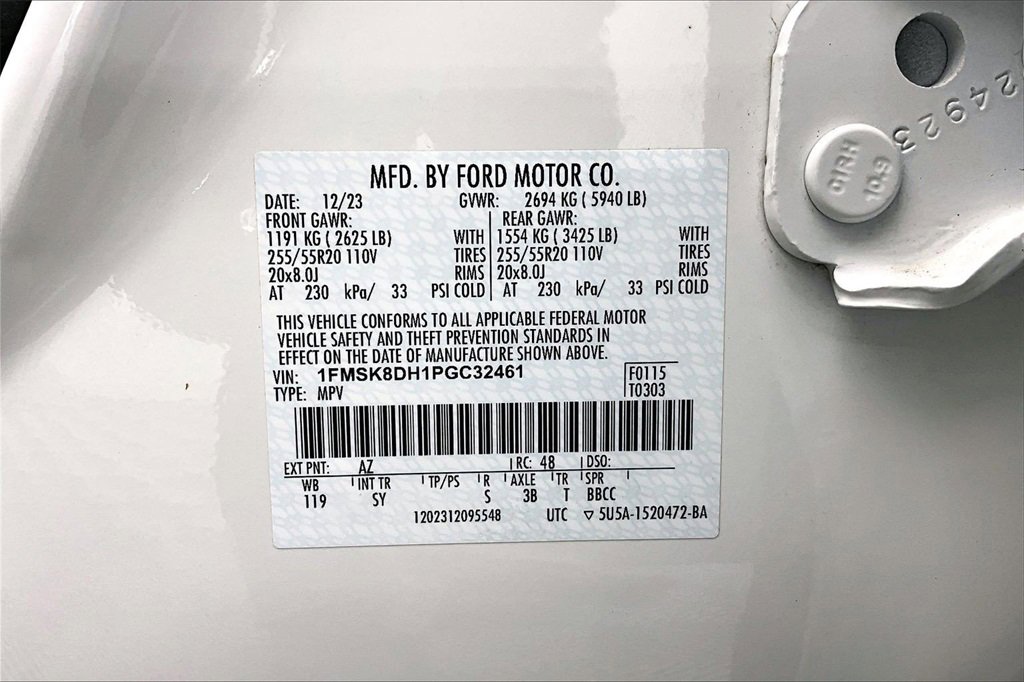 MFD. BY FORD MOTOR CO.
DATE: 12/23 GVWR: 2694 KG ( 5940 LB)
FRONT GAWR: REAR GAWR:
1191 KG ( 2625 LB) WITH 1554 KG ( 3425 LB) WITH
255/55R20 110V TIRES 255/55R20 110V TIRES
20x8.0J RIMS 20x8.0J RIMS
AT 230 kPa/ 33 PSI COLD AT 230 kPa/ 33 PSI COLD
THIS VEHICLE CONFORMS TO ALL APPLICABLE FEDERAL MOTOR
VEHICLE SAFETY AND THEFT PREVENTION STANDARDS IN
EFFECT ON THE DATE OF MANUFACTURE SHOWN ABOVE.
VIN: 1FMSK8DH1PGC32461 F0115
TYPE: MPV T0303
EXT PNT: AZ RC: 48 DSO:
WB INT TR TP/PS R AXLE TR SPR
119 SY S 3B T BBCC
1202312095548 UTC ▽ 5U5A-1520472-BA
24923
10.9